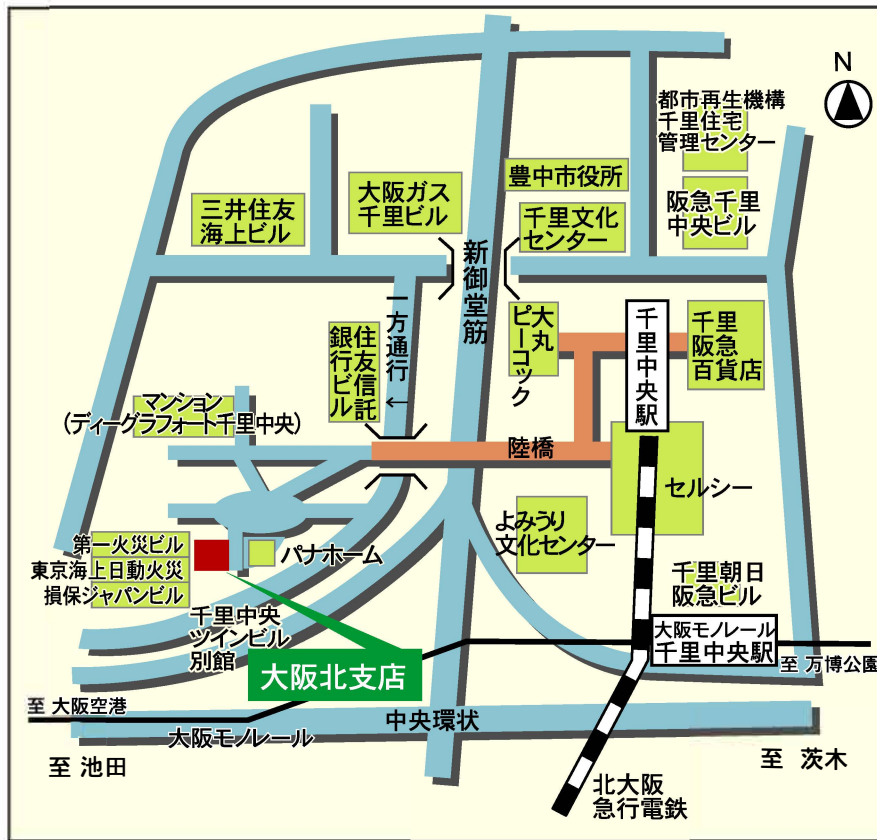 N
都市再生機構
千里住宅
管理センター
豊中市役所
大阪ガス
千里ビル
三井住友
海上ビル
千里文化
センター
阪急千里
中央ビル
新御堂筋
一方通行
←
住友信託
銀行ビル
大丸
ピーコック
千里中央駅
千里
阪急
百貨店
マンション
(ディーグラフォート千里中央)
陸橋
セルシー
よみうり
文化センター
第一火災ビル
東京海上日動火災
損保ジャパンビル
パナホーム
千里朝日
阪急ビル
千里中央
ツインビル
別館
大阪北支店
大阪モノレール
千里中央駅
至 万博公園
至 大阪空港
大阪モノレール
中央環状
至 池田
至 茨木
北大阪
急行電鉄